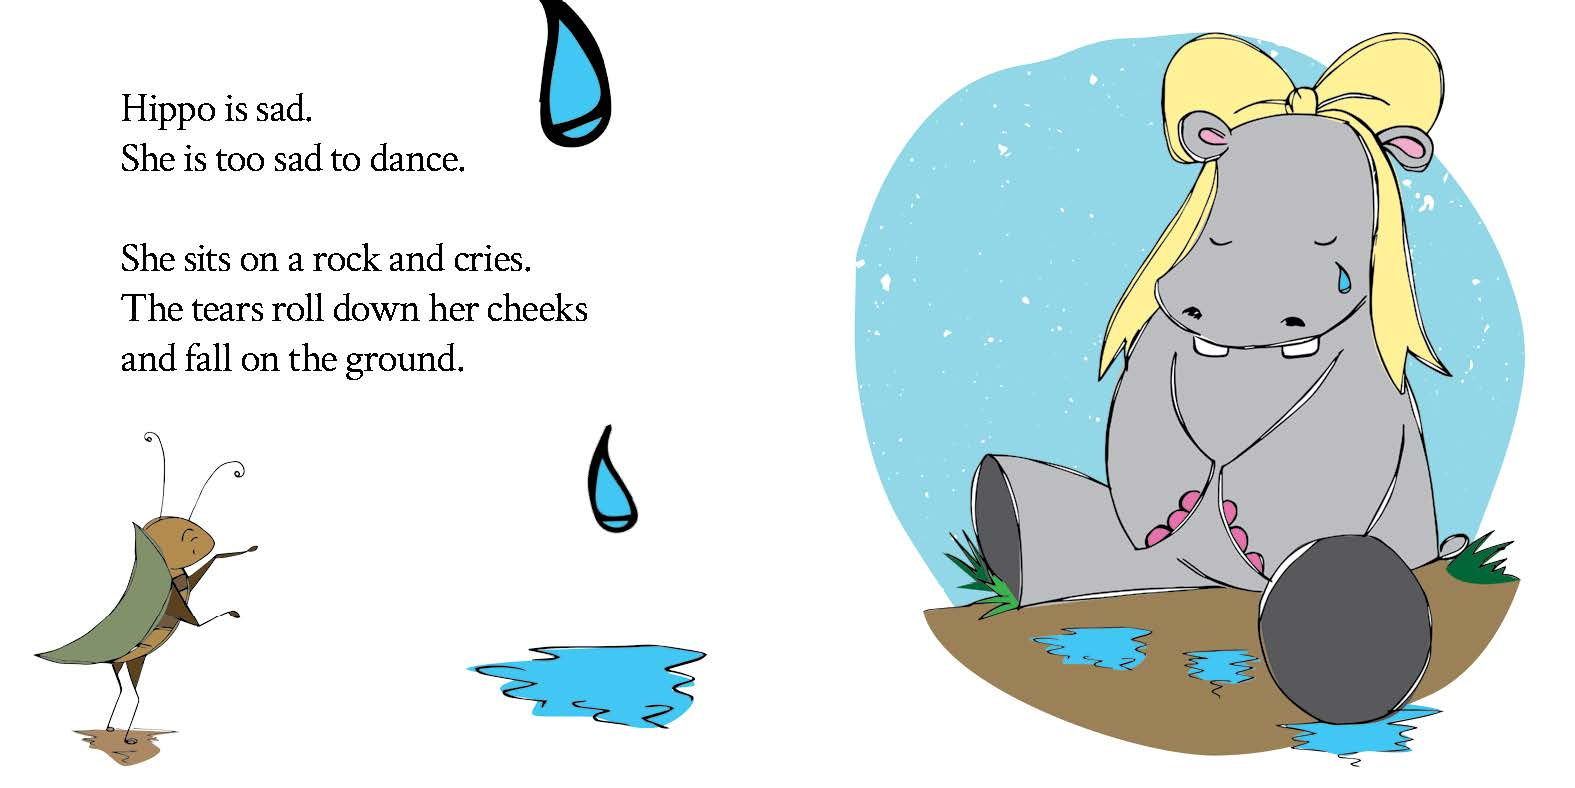 Hippo is sad.
She is too sad to dance.
She sits on a rock and cries.
The tears roll down her cheeks
and fall on the ground.